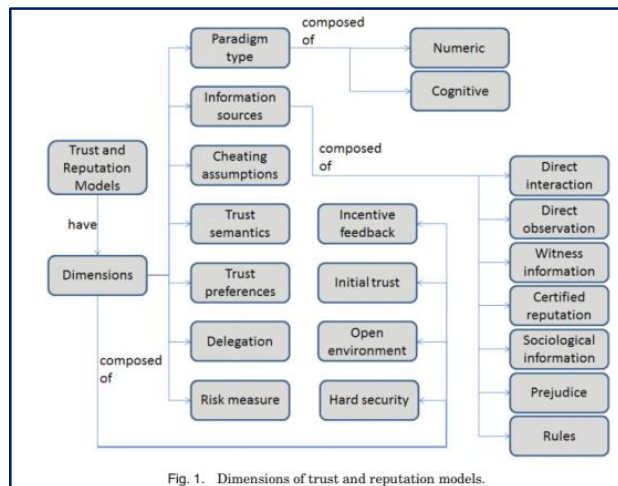 composed
of
Paradigm
type
Numeric
Cognitive
Information
sources
composed
of
Trust and
Reputation
Models
Cheating
assumptions
Direct
interaction
have
Trust
semantics
Incentive
feedback
Direct
observation
Dimensions
Trust
preferences
Initial trust
Witness
information
Certified
reputation
composed
of
Delegation
Open
environment
Sociological
information
Risk measure
Hard security
Prejudice
Rules
Fig. 1. Dimensions of trust and reputation models.